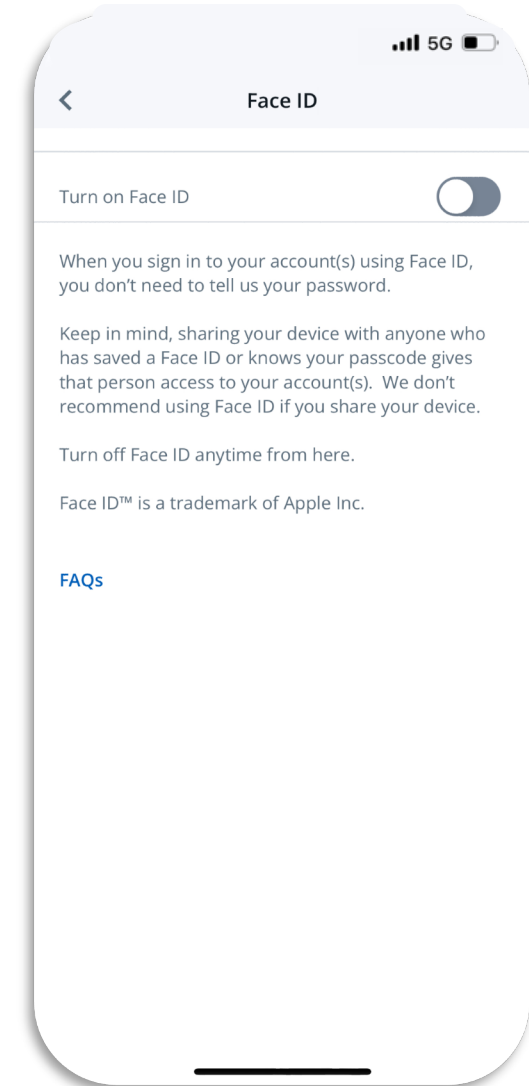 5G
Face ID
Turn on Face ID
When you sign in to your account(s) using Face ID,
you don't need to tell us your password.
Keep in mind, sharing your device with anyone who
has saved a Face ID or knows your passcode gives
that person access to your account(s).  We don't
recommend using Face ID if you share your device.
Turn off Face ID anytime from here.
Face ID™ is a trademark of Apple Inc.
FAQs